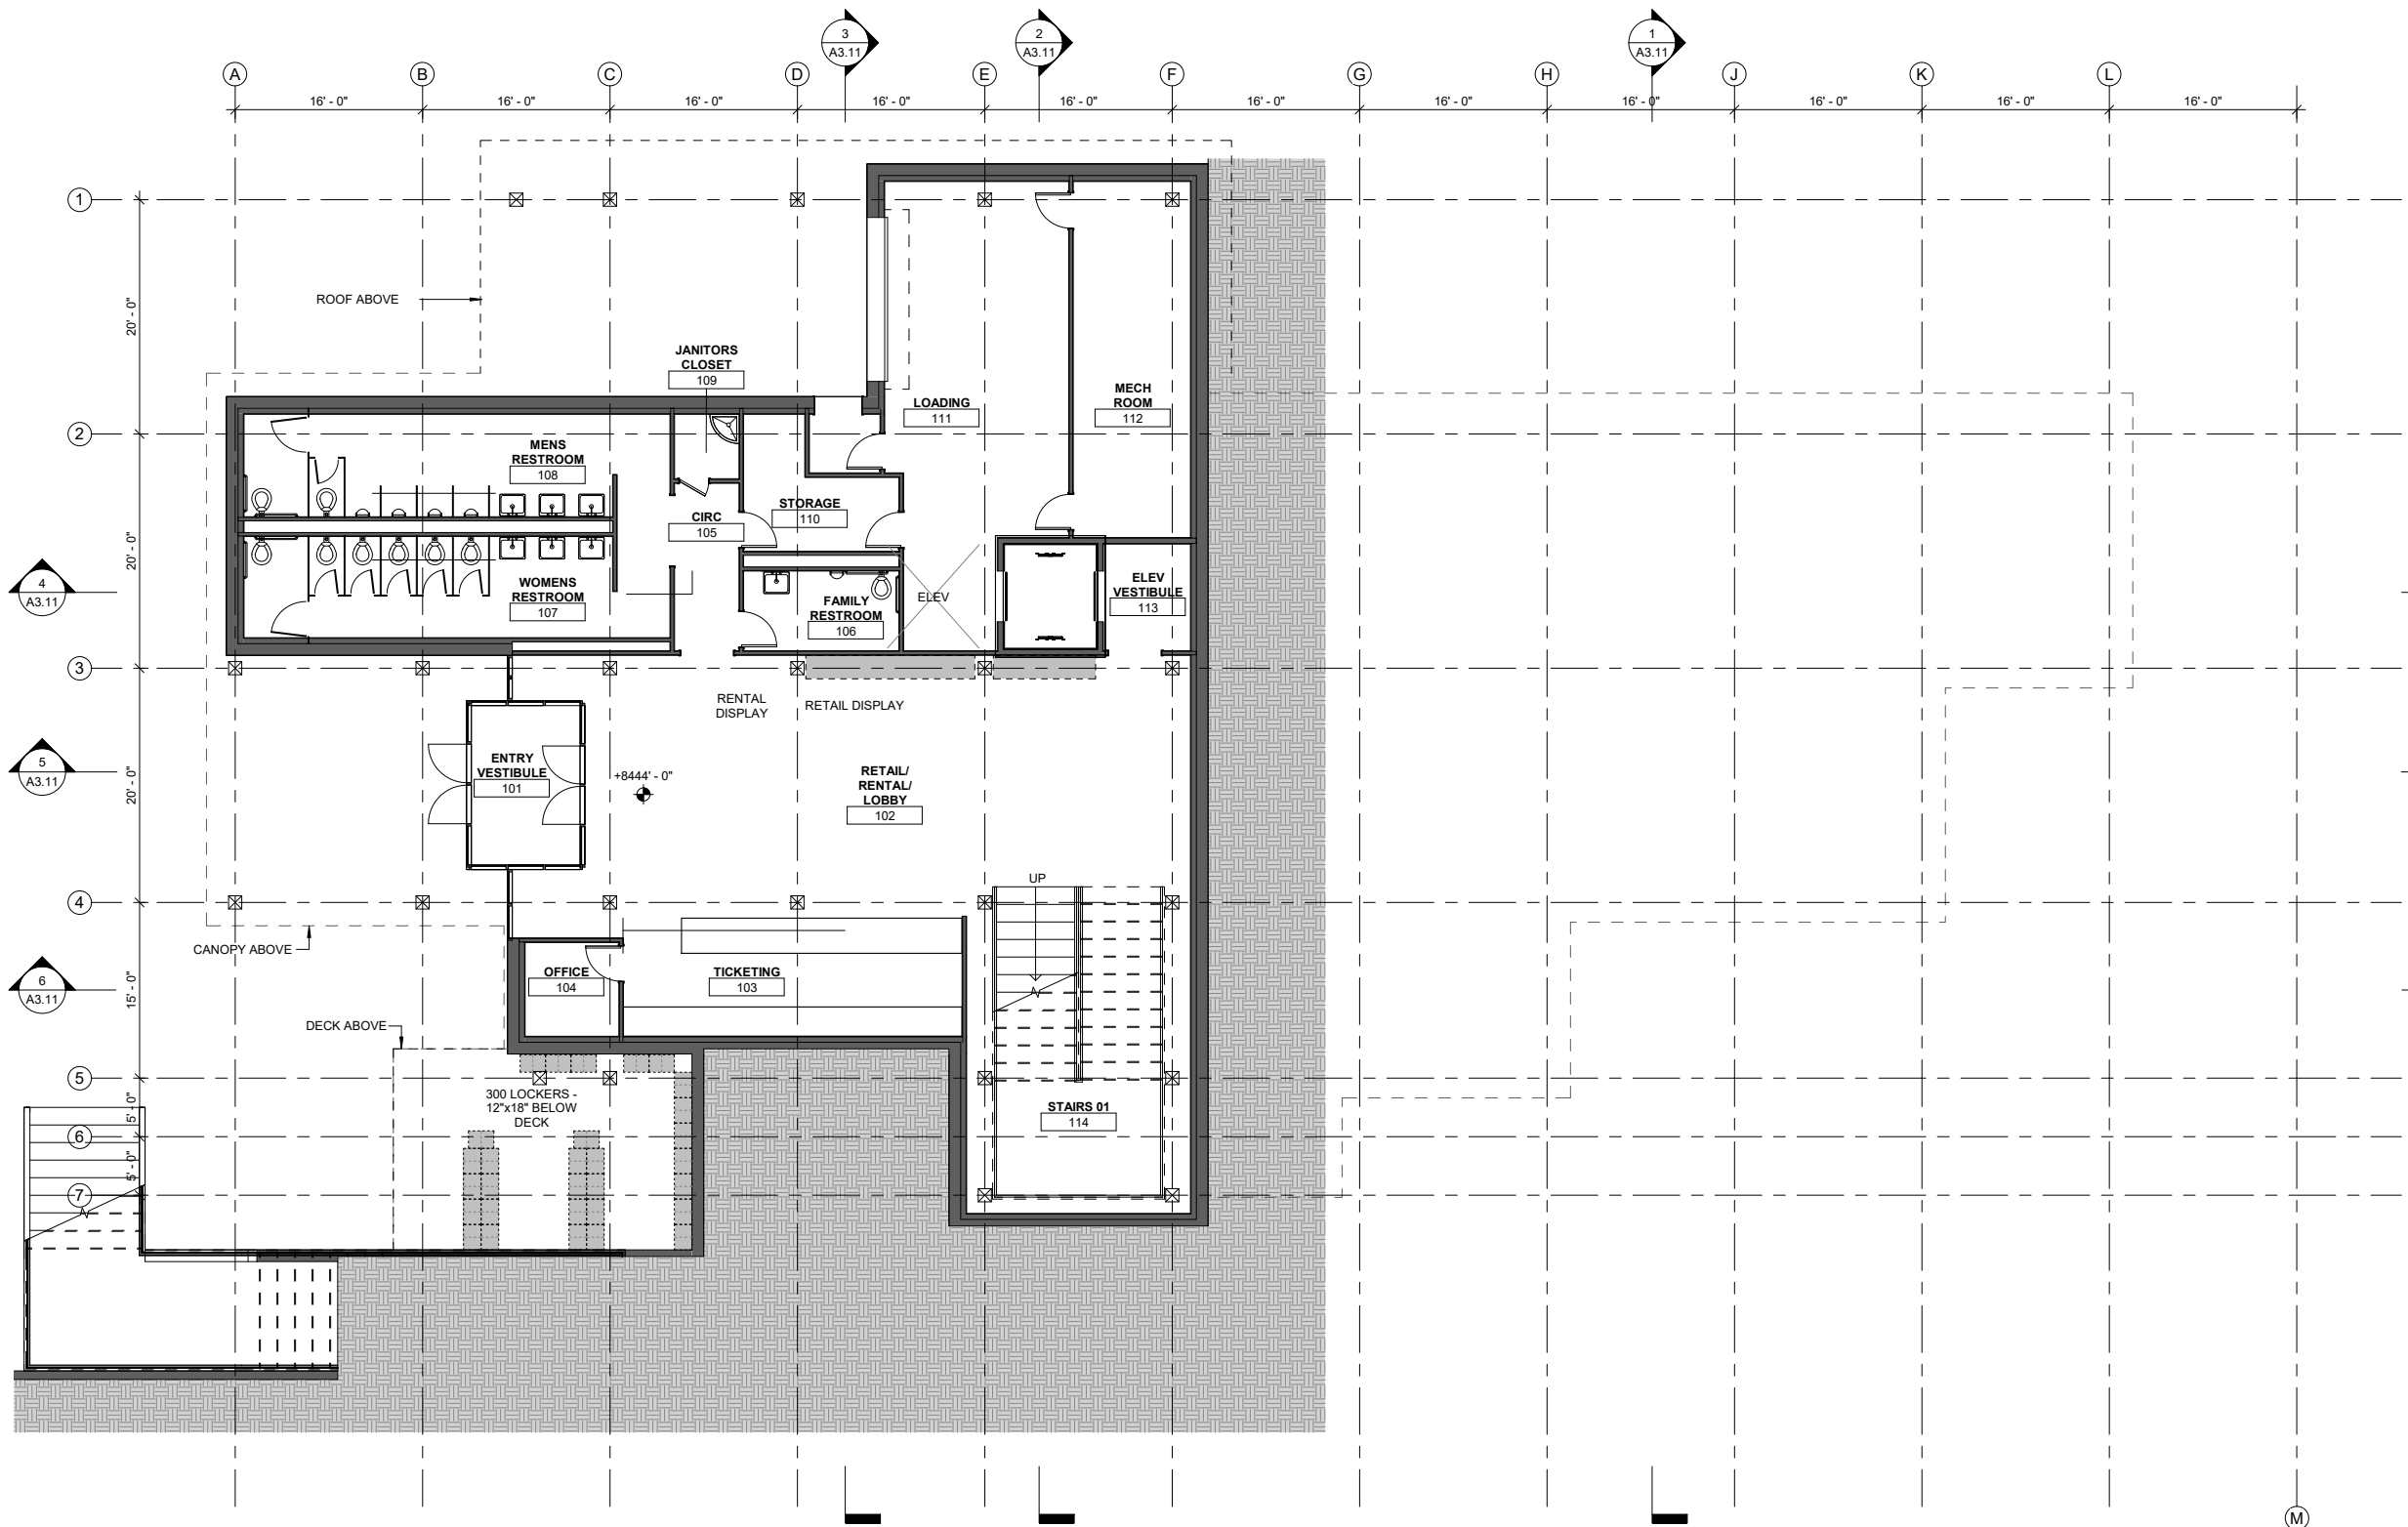 3
A3.11
2
A3.11
1
A3.11
A
B
C
D
E
F
G
H
J
K
L
16' - 0"
16' - 0"
16' - 0"
16' - 0"
16' - 0"
16' - 0"
16' - 0"
16' - 0"
16' - 0"
16' - 0"
16' - 0"
1
20' - 0"
ROOF ABOVE
JANITORS
CLOSET
109
LOADING
111
MECH
ROOM
112
2
MENS
RESTROOM
108
STORAGE
110
CIRC
105
20' - 0"
4
A3.11
WOMENS
RESTROOM
107
FAMILY
RESTROOM
106
ELEV
ELEV
VESTIBULE
113
3
RENTAL
DISPLAY
RETAIL DISPLAY
5
A3.11
20' - 0"
ENTRY
VESTIBULE
101
+8444' - 0"
RETAIL/
RENTAL/
LOBBY
102
UP
4
CANOPY ABOVE
6
A3.11
15' - 0"
OFFICE
104
TICKETING
103
DECK ABOVE
5
300 LOCKERS -
12"x18" BELOW
DECK
5' - 0"
STAIRS 01
114
6
5' - 0"
7
M